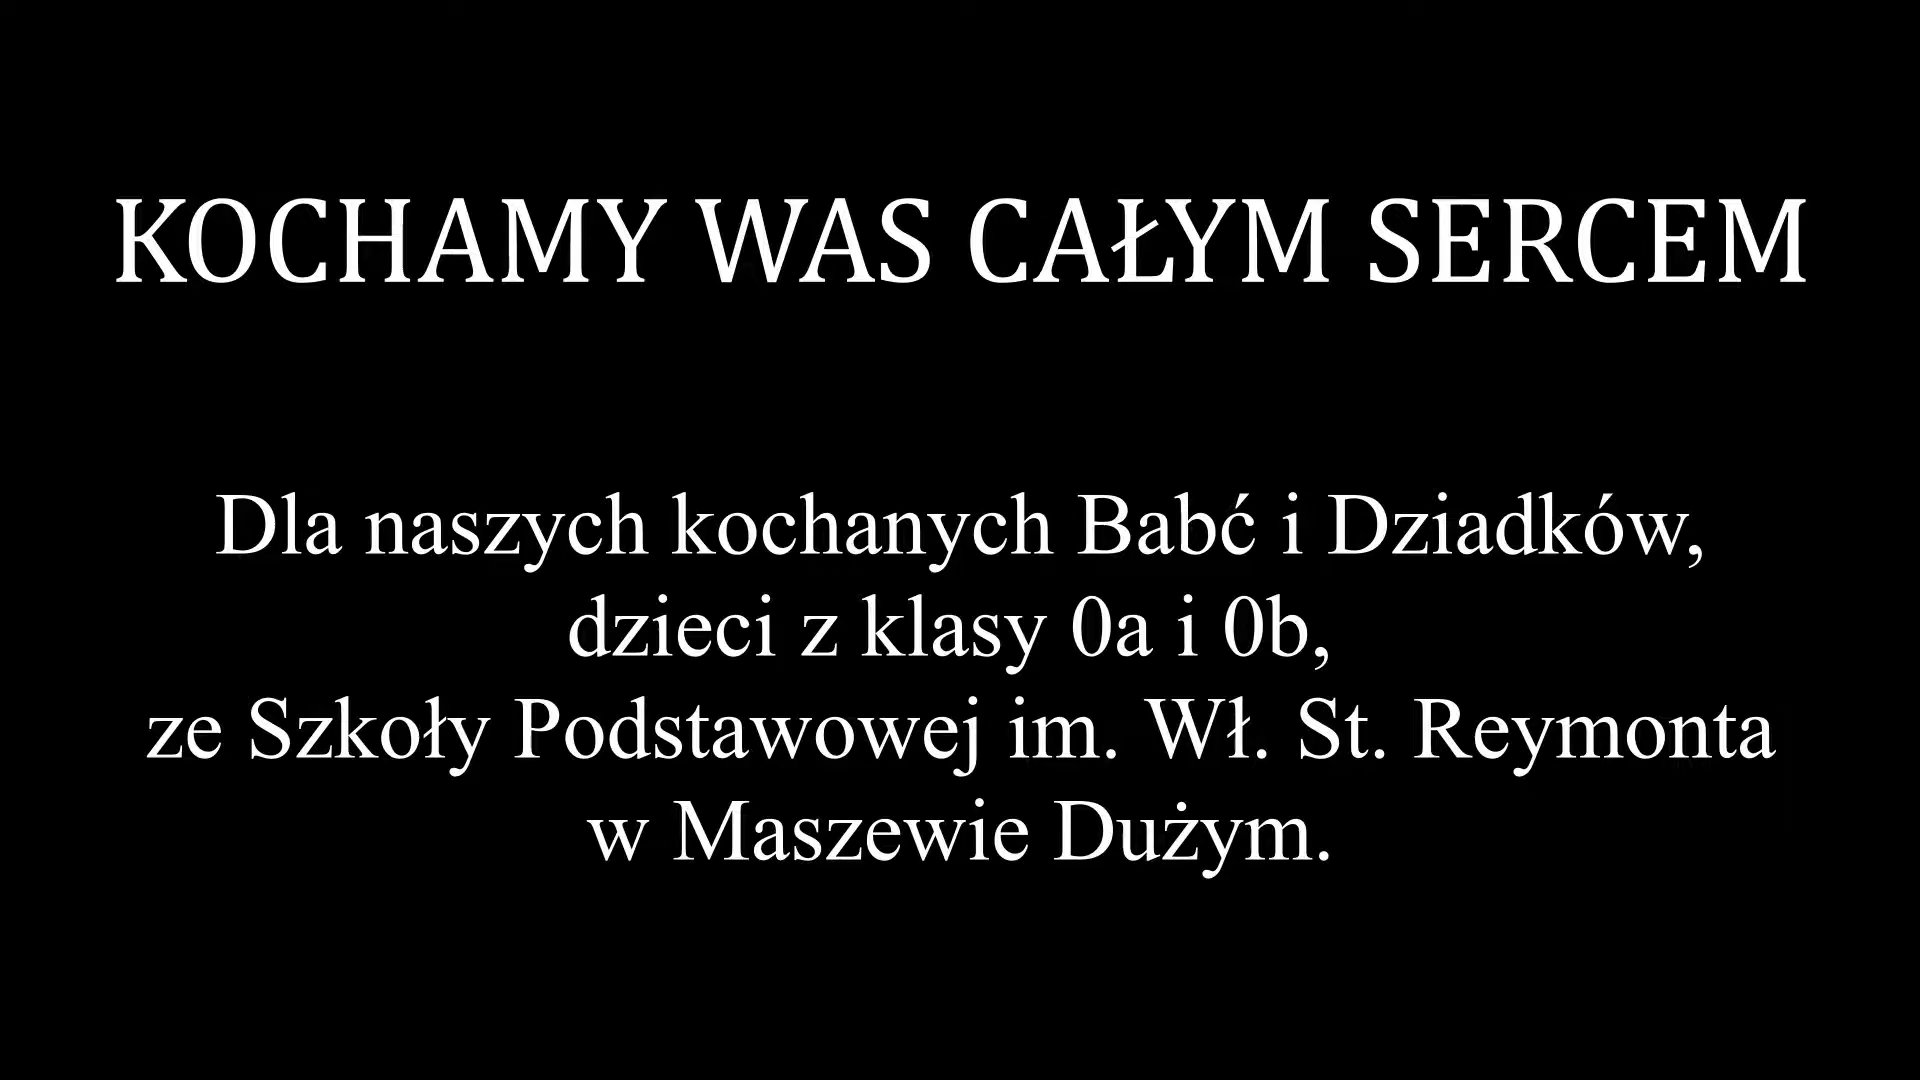 KOCHAMY WAS CAŁYM SERCEM
Dla naszych kochanych Babć i Dziadków,
dzieci z klasy 0a i 0b,
ze Szkoły Podstawowej im. Wł. St. Reymonta
w Maszewie Dużym.